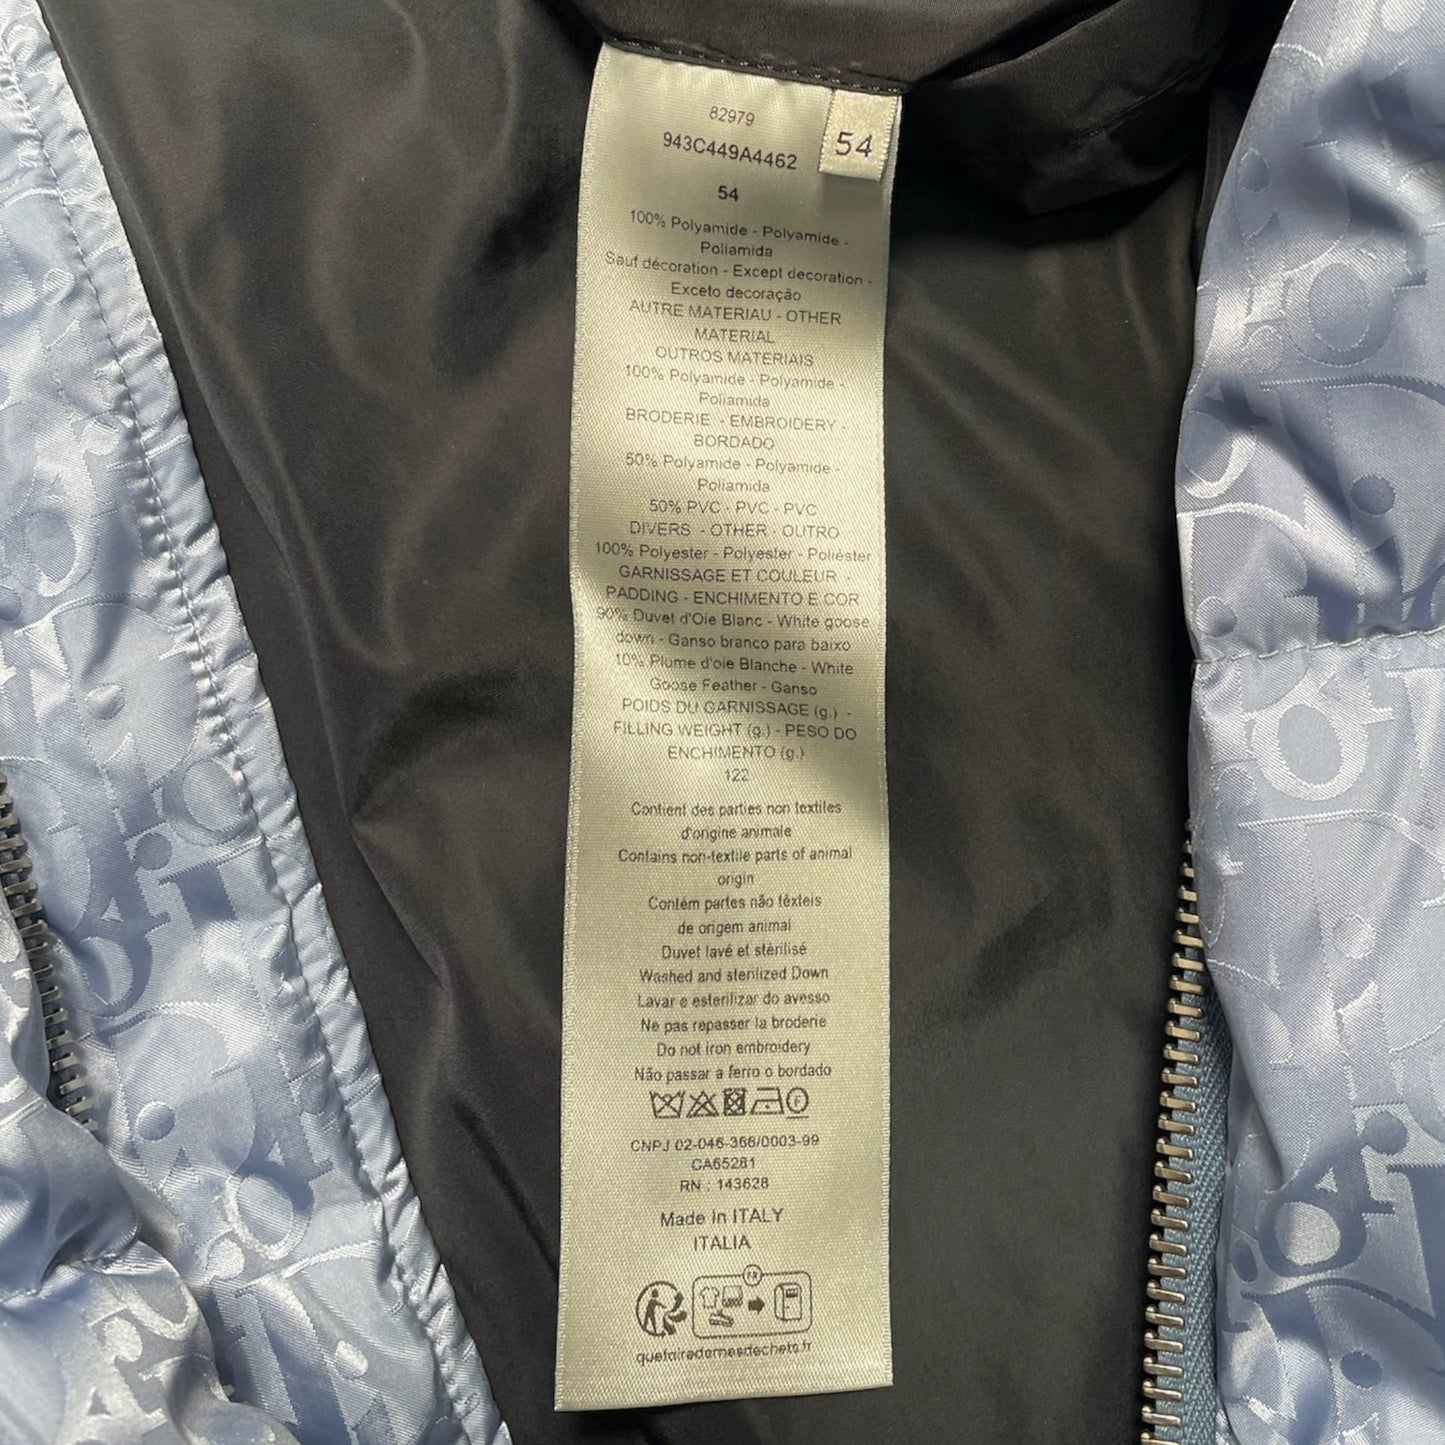 82979
943C449A4462
54
54
100% Polyamide - Polyamide -
Poliamida
Sauf décoration - Except decoration -
Exceto decoração
AUTRE MATERIAU - OTHER
MATERIAL
OUTROS MATERIAIS
100% Polyamide - Polyamide -
Poliamida
BRODERIE - EMBROIDERY -
BORDADO
50% Polyamide - Polyamide -
Poliamida
50% PVC - PVC - PVC
DIVERS - OTHER - OUTRO
100% Polyester - Polyester - Poliéster
GARNISSAGE ET COULEUR -
PADDING - ENCHIMENTO E COR
90% Duvet d'Oie Blanc - White goose
down - Ganso branco para baixo
10% Plume d'oie Blanche - White
Goose Feather - Ganso
POIDS DU GARNISSAGE (g.) -
FILLING WEIGHT (g.) - PESO DO
ENCHIMENTO (g.)
122
Contient des parties non textiles
d'origine animale
Contains non-textile parts of animal
origin
Contém partes não têxteis
de origem animal
Duvet lavé et stérilisé
Washed and sterilized Down
Lavar e esterilizar do avesso
Ne pas repasser la broderie
Do not iron embroidery
Não passar a ferro o bordado
F
CNPJ 02-046-366/0003-99
CA65281
RN : 143628
Made In ITALY
ITALIA
FR
quefairedemesdechets.fr